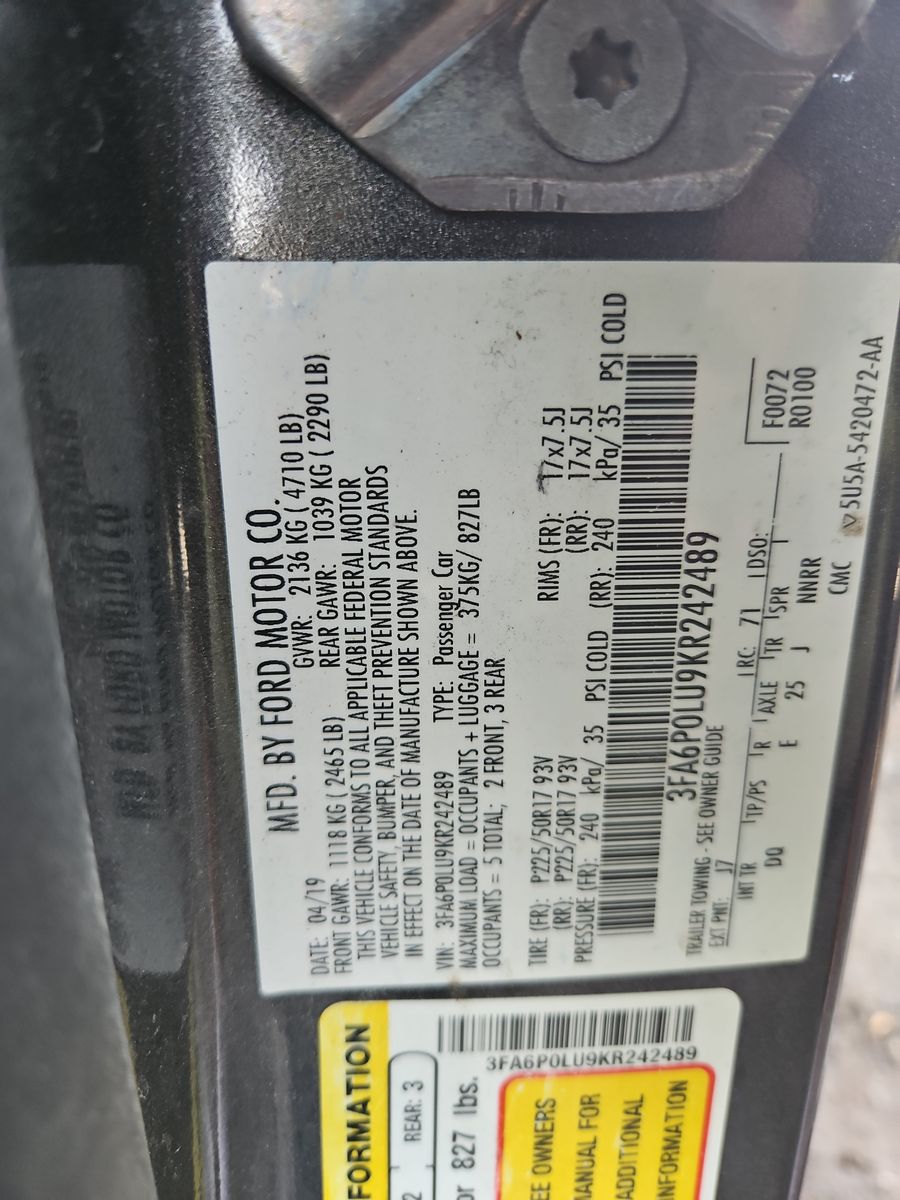 MFD. BY FORD MOTOR CO.
DATE: 04/19 GVWR: 2136 KG ( 4710 LB)
FRONT GAWR: 1118 KG ( 2465 LB) REAR GAWR: 1039 KG ( 2290 LB)
THIS VEHICLE CONFORMS TO ALL APPLICABLE FEDERAL MOTOR
VEHICLE SAFETY, BUMPER, AND THEFT PREVENTION STANDARDS
IN EFFECT ON THE DATE OF MANUFACTURE SHOWN ABOVE.
VIN: 3FA6P0LU9KR242489 TYPE: Passenger Car
MAXIMUM LOAD = OCCUPANTS + LUGGAGE = 375KG/ 827LB
OCCUPANTS = 5 TOTAL; 2 FRONT, 3 REAR
TIRE (FR): P225/50R17 93V RIMS (FR): 17x7.5J
(RR): P225/50R17 93V (RR): 17x7.5J
PRESSURE (FR): 240 kPa/ 35 PSI COLD (RR): 240 kPa/ 35 PSI COLD
3FA6P0LU9KR242489
TRAILER TOWING - SEE OWNER GUIDE
EXT PNT: J7 RC: 71 DSO: F0072
INT TR TP/PS R AXLE TR SPR R0100
DQ E 25 J NNRR
CMC
5U5A-5420472-AA
FORMATION
2 REAR: 3
or 827 lbs.
3FA6P0LU9KR242489
EE OWNERS
MANUAL FOR
ADDITIONAL
NFORMATION